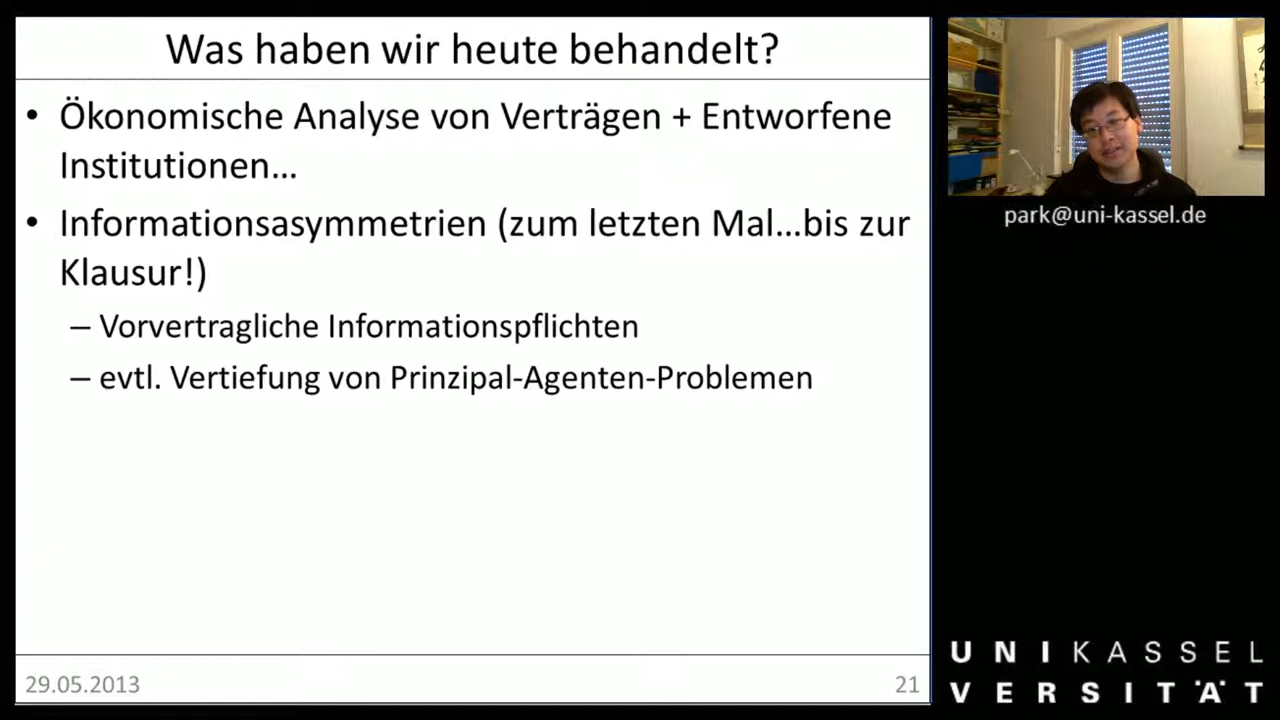 Was haben wir heute behandelt?
• Ökonomische Analyse von Verträgen + Entworfene
Institutionen...
• Informationsasymmetrien (zum letzten Mal...bis zur
Klausur!)
– Vorvertragliche Informationspflichten
– evtl. Vertiefung von Prinzipal-Agenten-Problemen
29.05.2013
21
park@uni-kassel.de
UNIKASSEL
VERSITÄT